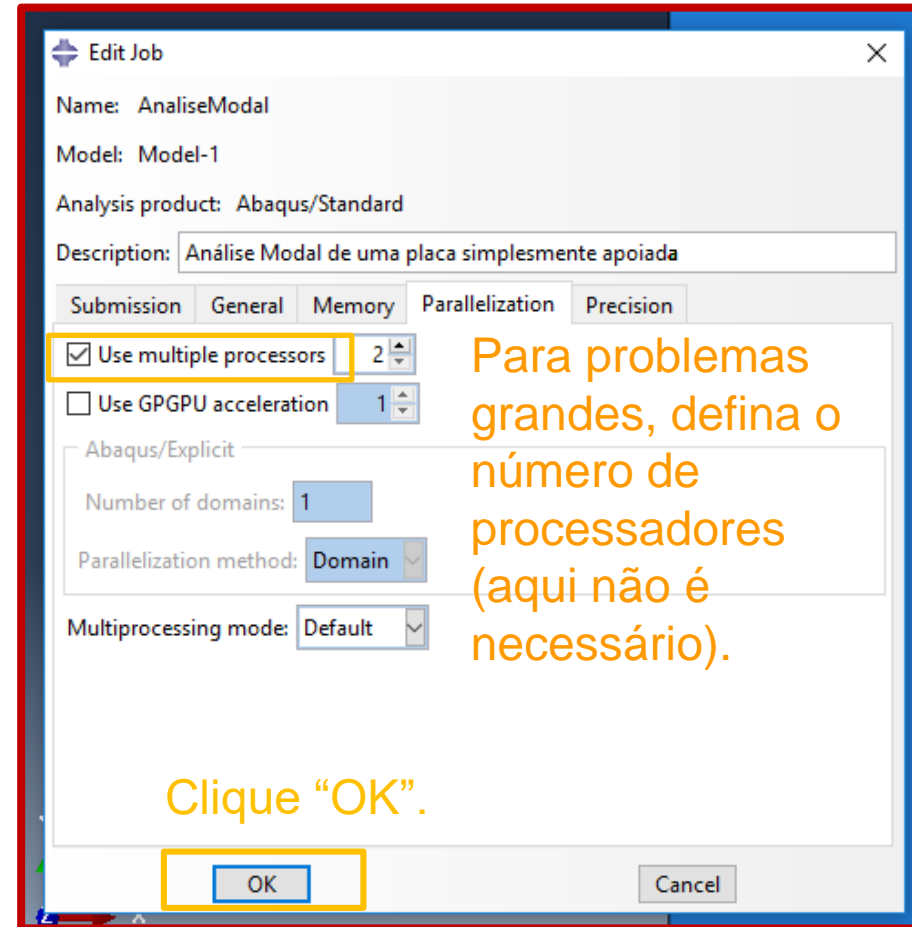 Edit Job
Name: AnaliseModal
Model: Model-1
Analysis product: Abaqus/Standard
Description: Análise Modal de uma placa simplesmente apoiada
Submission General Memory Parallelization Precision
Use multiple processors 2
Use GPGPU acceleration 1
Abaqus/Explicit
Number of domains: 1
Parallelization method: Domain
Multiprocessing mode: Default
Para problemas
grandes, defina o
número de
processadores
(aqui não é
necessário).
Clique “OK”.
OK Cancel
Z X